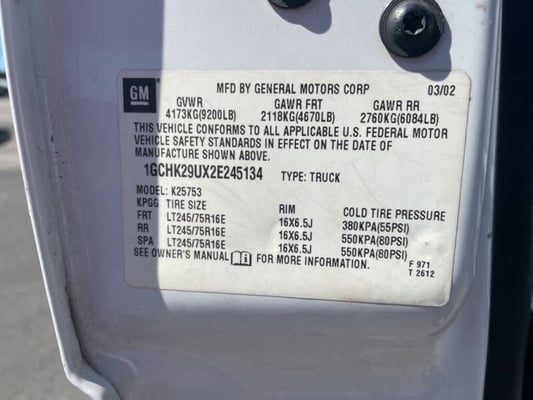 GM MFD BY GENERAL MOTORS CORP 03/02
GVWR GAWR FRT GAWR RR
4173KG(9200LB) 2118KG(4670LB) 2760KG(6084LB)
THIS VEHICLE CONFORMS TO ALL APPLICABLE U.S. FEDERAL MOTOR
VEHICLE SAFETY STANDARDS IN EFFECT ON THE DATE OF
MANUFACTURE SHOWN ABOVE.
1GCHK29UX2E245134 TYPE: TRUCK
MODEL: K25753
KPGG TIRE SIZE RIM COLD TIRE PRESSURE
FRT LT245/75R16E 16X6.5J 380KPA(55PSI)
RR LT245/75R16E 16X6.5J 550KPA(80PSI)
SPA LT245/75R16E 16X6.5J 550KPA(80PSI)
SEE OWNER'S MANUAL FOR MORE INFORMATION.
F 971
T 2612